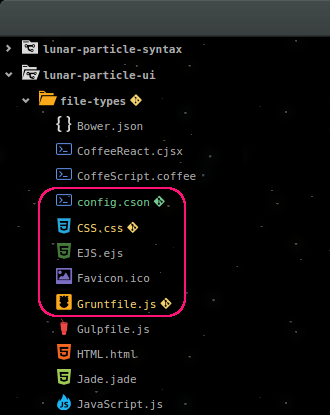 lunar-particle-syntax
lunar-particle-ui
file-types
Bower.json
CoffeeReact.cjsx
CoffeScript.coffee
config.cson
CSS.css
EJS.ejs
Favicon.ico
Gruntfile.js
Gulpfile.js
HTML.html
Jade.jade
JavaScript.js